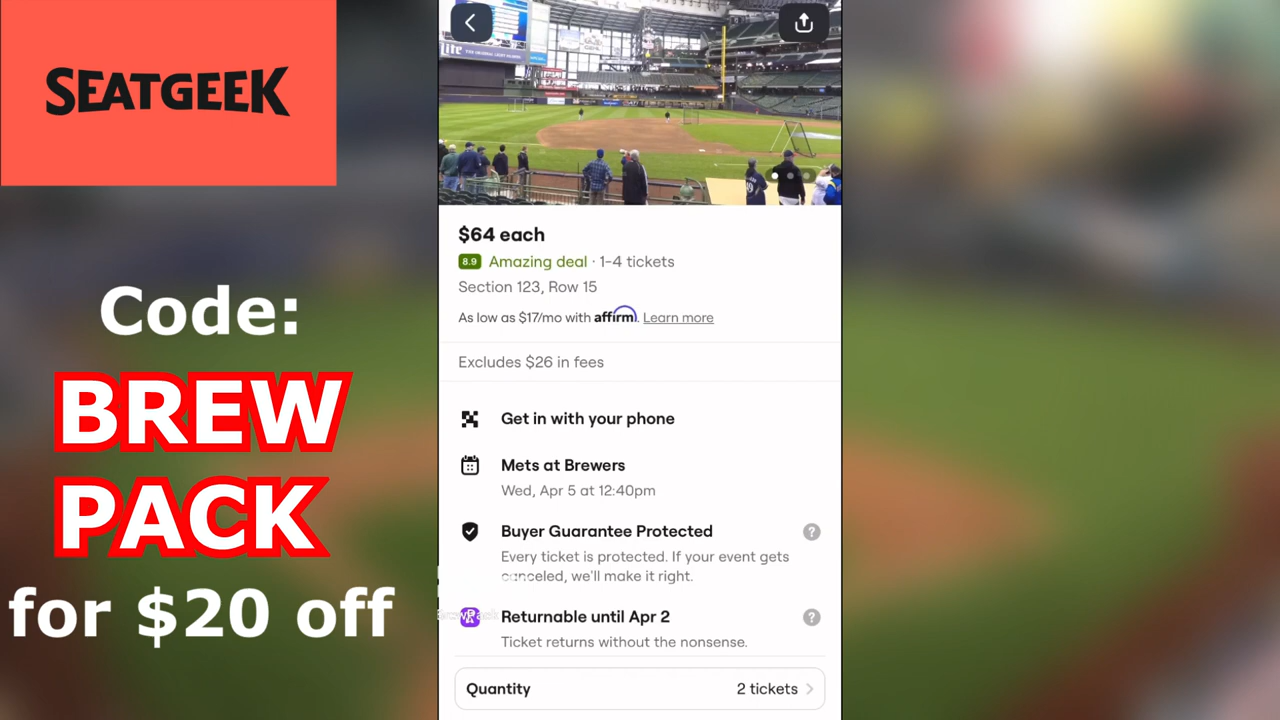 SEATGEEK
Code:
BREW
PACK
for $20 off
$64 each
8.9 Amazing deal · 1-4 tickets
Section 123, Row 15
As low as $17/mo with affirm. Learn more
Excludes $26 in fees
Get in with your phone
Mets at Brewers
Wed, Apr 5 at 12:40pm
Buyer Guarantee Protected ?
Every ticket is protected. If your event gets
canceled, we'll make it right.
Returnable until Apr 2 ?
Ticket returns without the nonsense.
Quantity 2 tickets